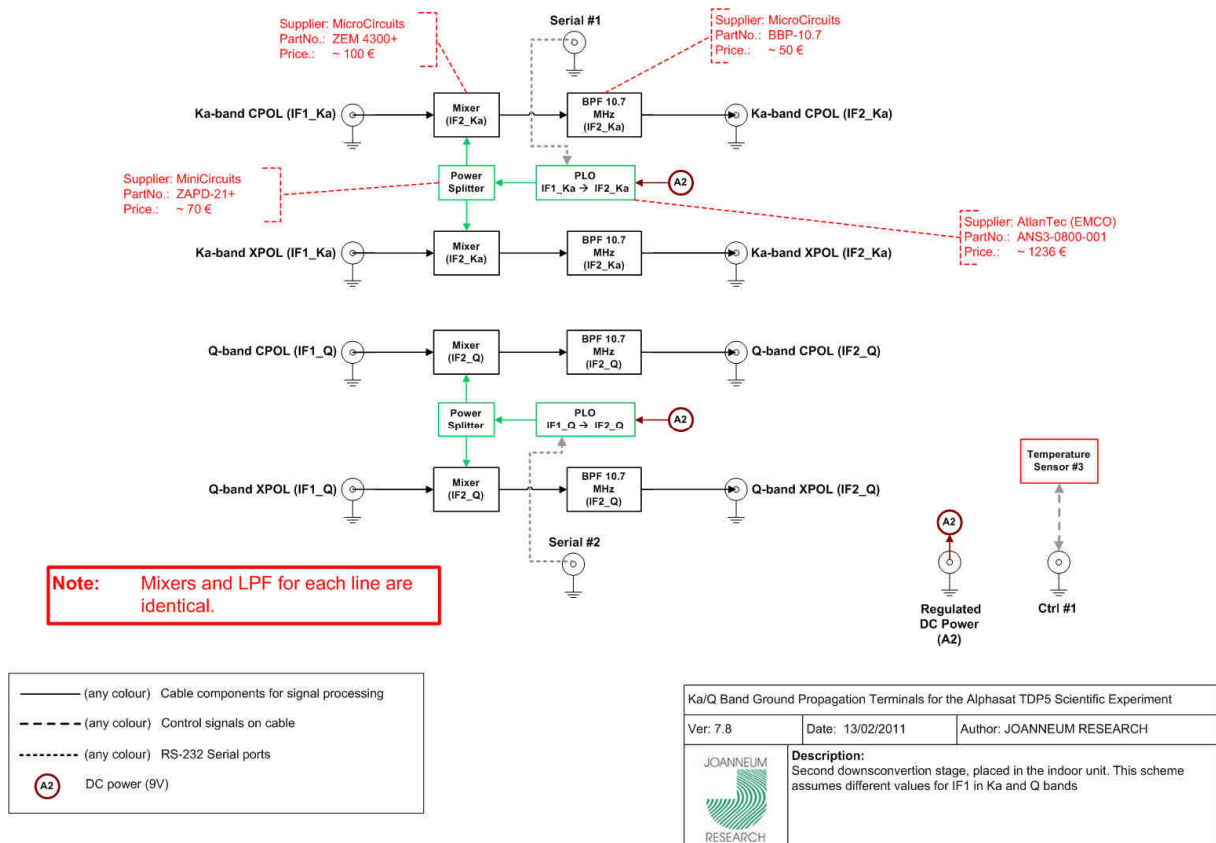 Supplier: MicroCircuits
PartNo.: ZEM 4300+
Price.: ~ 100 €
Serial #1
Supplier: MicroCircuits
PartNo.: BBP-10.7
Price.: ~ 50 €
Ka-band CPOL (IF1_Ka)
Mixer
(IF2_Ka)
BPF 10.7
MHz
(IF2_Ka)
Ka-band CPOL (IF2_Ka)
Supplier: MiniCircuits
PartNo.: ZAPD-21+
Price.: ~ 70 €
Power
Splitter
PLO
IF1_Ka → IF2_Ka
A2
Supplier: AtlanTec (EMCO)
PartNo.: ANS3-0800-001
Price.: ~ 1236 €
Ka-band XPOL (IF1_Ka)
Mixer
(IF2_Ka)
BPF 10.7
MHz
(IF2_Ka)
Ka-band XPOL (IF2_Ka)
Q-band CPOL (IF1_Q)
Mixer
(IF2_Q)
BPF 10.7
MHz
(IF2_Q)
Q-band CPOL (IF2_Q)
Power
Splitter
PLO
IF1_Q → IF2_Q
A2
Q-band XPOL (IF1_Q)
Mixer
(IF2_Q)
BPF 10.7
MHz
(IF2_Q)
Q-band XPOL (IF2_Q)
Temperature
Sensor #3
Serial #2
A2
Regulated
DC Power
(A2)
Ctrl #1
Note: Mixers and LPF for each line are
identical.
(any colour) Cable components for signal processing
(any colour) Control signals on cable
(any colour) RS-232 Serial ports
A2 DC power (9V)
Ka/Q Band Ground Propagation Terminals for the Alphasat TDP5 Scientific Experiment
Ver: 7.8 Date: 13/02/2011 Author: JOANNEUM RESEARCH
JOANNEUM
RESEARCH
Description:
Second downsconvertion stage, placed in the indoor unit. This scheme
assumes different values for IF1 in Ka and Q bands